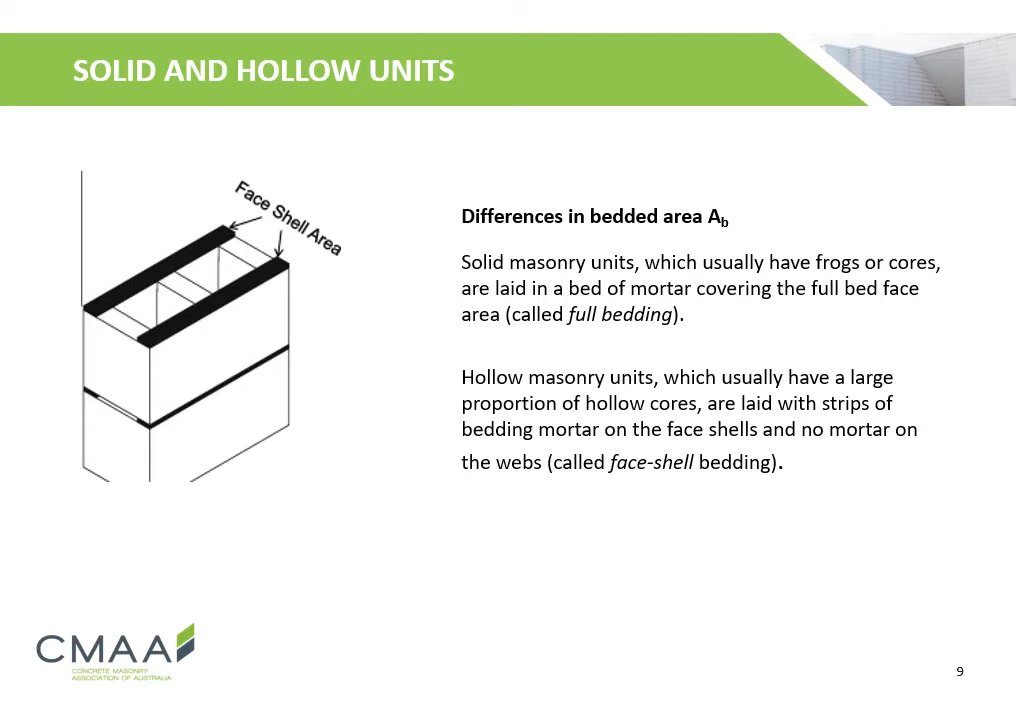 SOLID AND HOLLOW UNITS
Face Shell Area
Differences in bedded area Ab
Solid masonry units, which usually have frogs or cores,
are laid in a bed of mortar covering the full bed face
area (called full bedding).
Hollow masonry units, which usually have a large
proportion of hollow cores, are laid with strips of
bedding mortar on the face shells and no mortar on
the webs (called face-shell bedding).
CMAA
CONCRETE MASONRY
ASSOCIATION OF AUSTRALIA
9